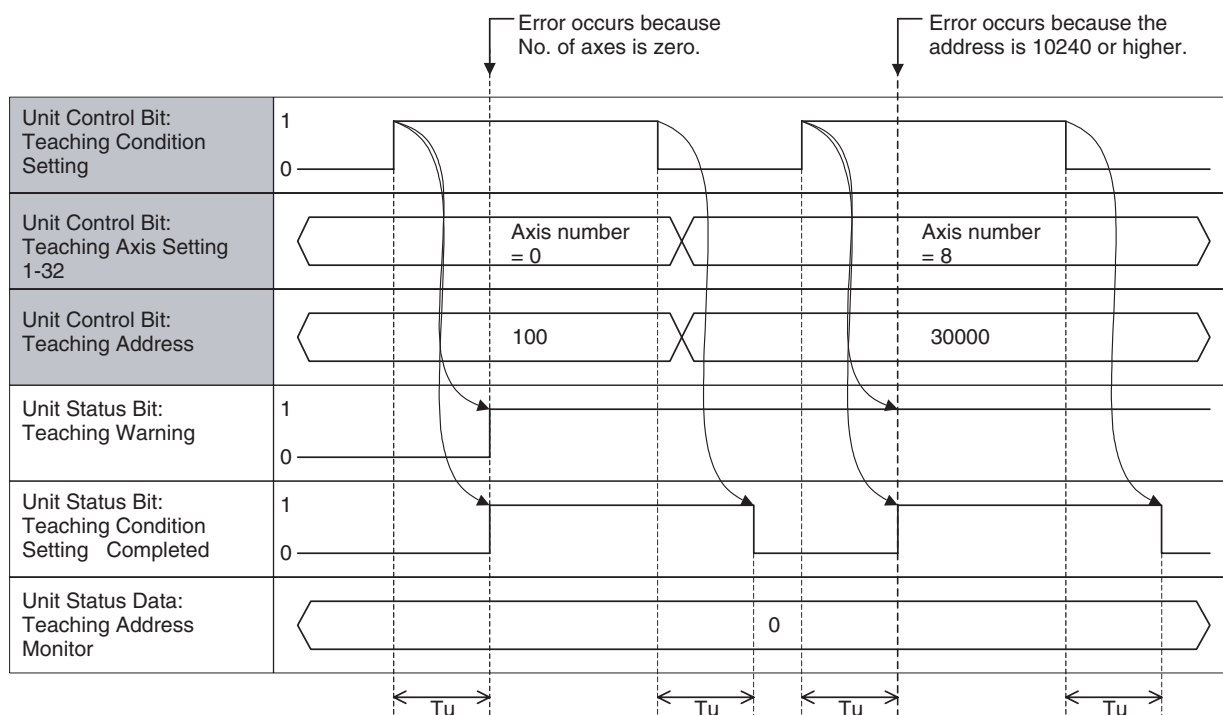 Error occurs because
No. of axes is zero.
Error occurs because the
address is 10240 or higher.
Unit Control Bit:
Teaching Condition
Setting
1
0
Unit Control Bit:
Teaching Axis Setting
1-32
Axis number
= 0
Axis number
= 8
Unit Control Bit:
Teaching Address
100
30000
Unit Status Bit:
Teaching Warning
1
0
Unit Status Bit:
Teaching Condition
Setting Completed
1
0
Unit Status Data:
Teaching Address
Monitor
0
Tu
Tu
Tu
Tu